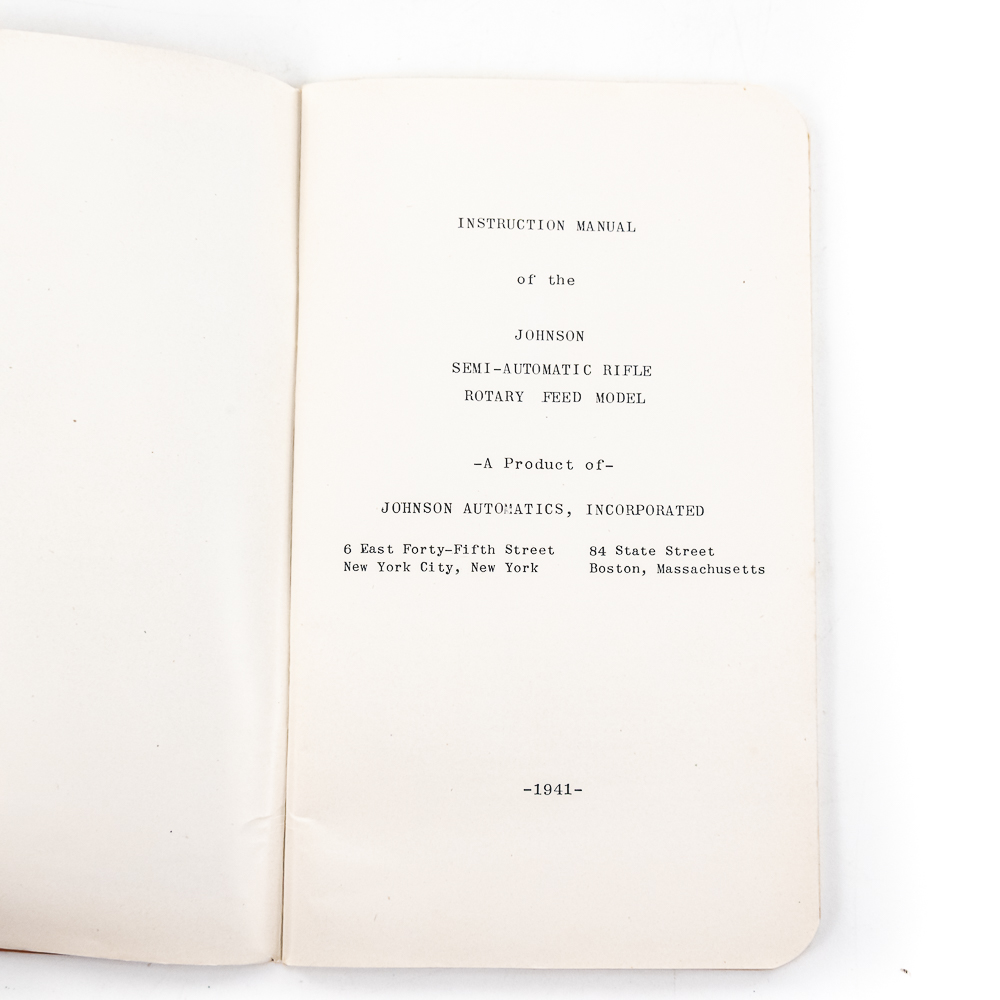 INSTRUCTION MANUAL
of the
JOHNSON
SEMI-AUTOMATIC RIFLE
ROTARY FEED MODEL
-A Product of-
JOHNSON AUTOMATICS, INCORPORATED
6 East Forty-Fifth Street 84 State Street
New York City, New York Boston, Massachusetts
-1941-